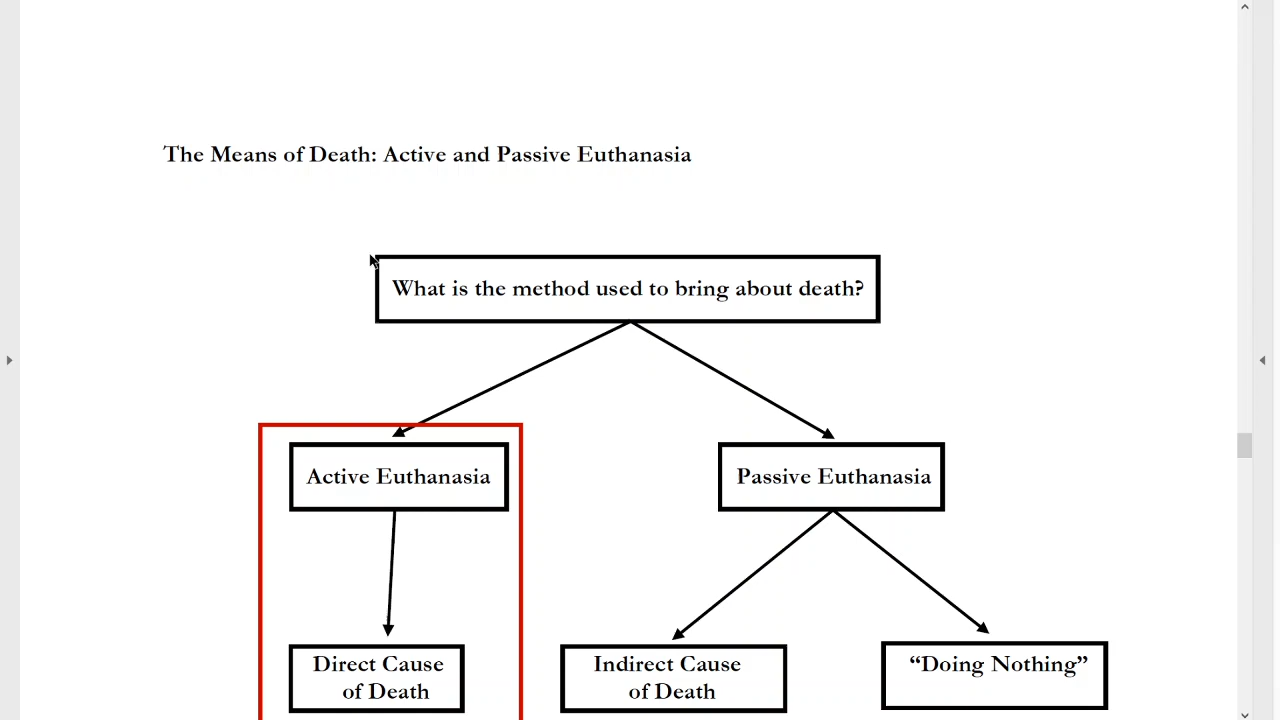 The Means of Death: Active and Passive Euthanasia
What is the method used to bring about death?
Active Euthanasia
Passive Euthanasia
Direct Cause
of Death
Indirect Cause
of Death
“Doing Nothing”